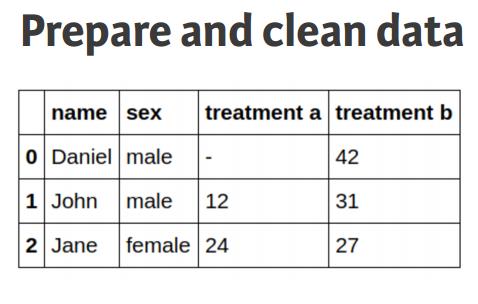 Prepare and clean data
name sex treatment a treatment b
0 Daniel male - 42
1 John male 12 31
2 Jane female 24 27